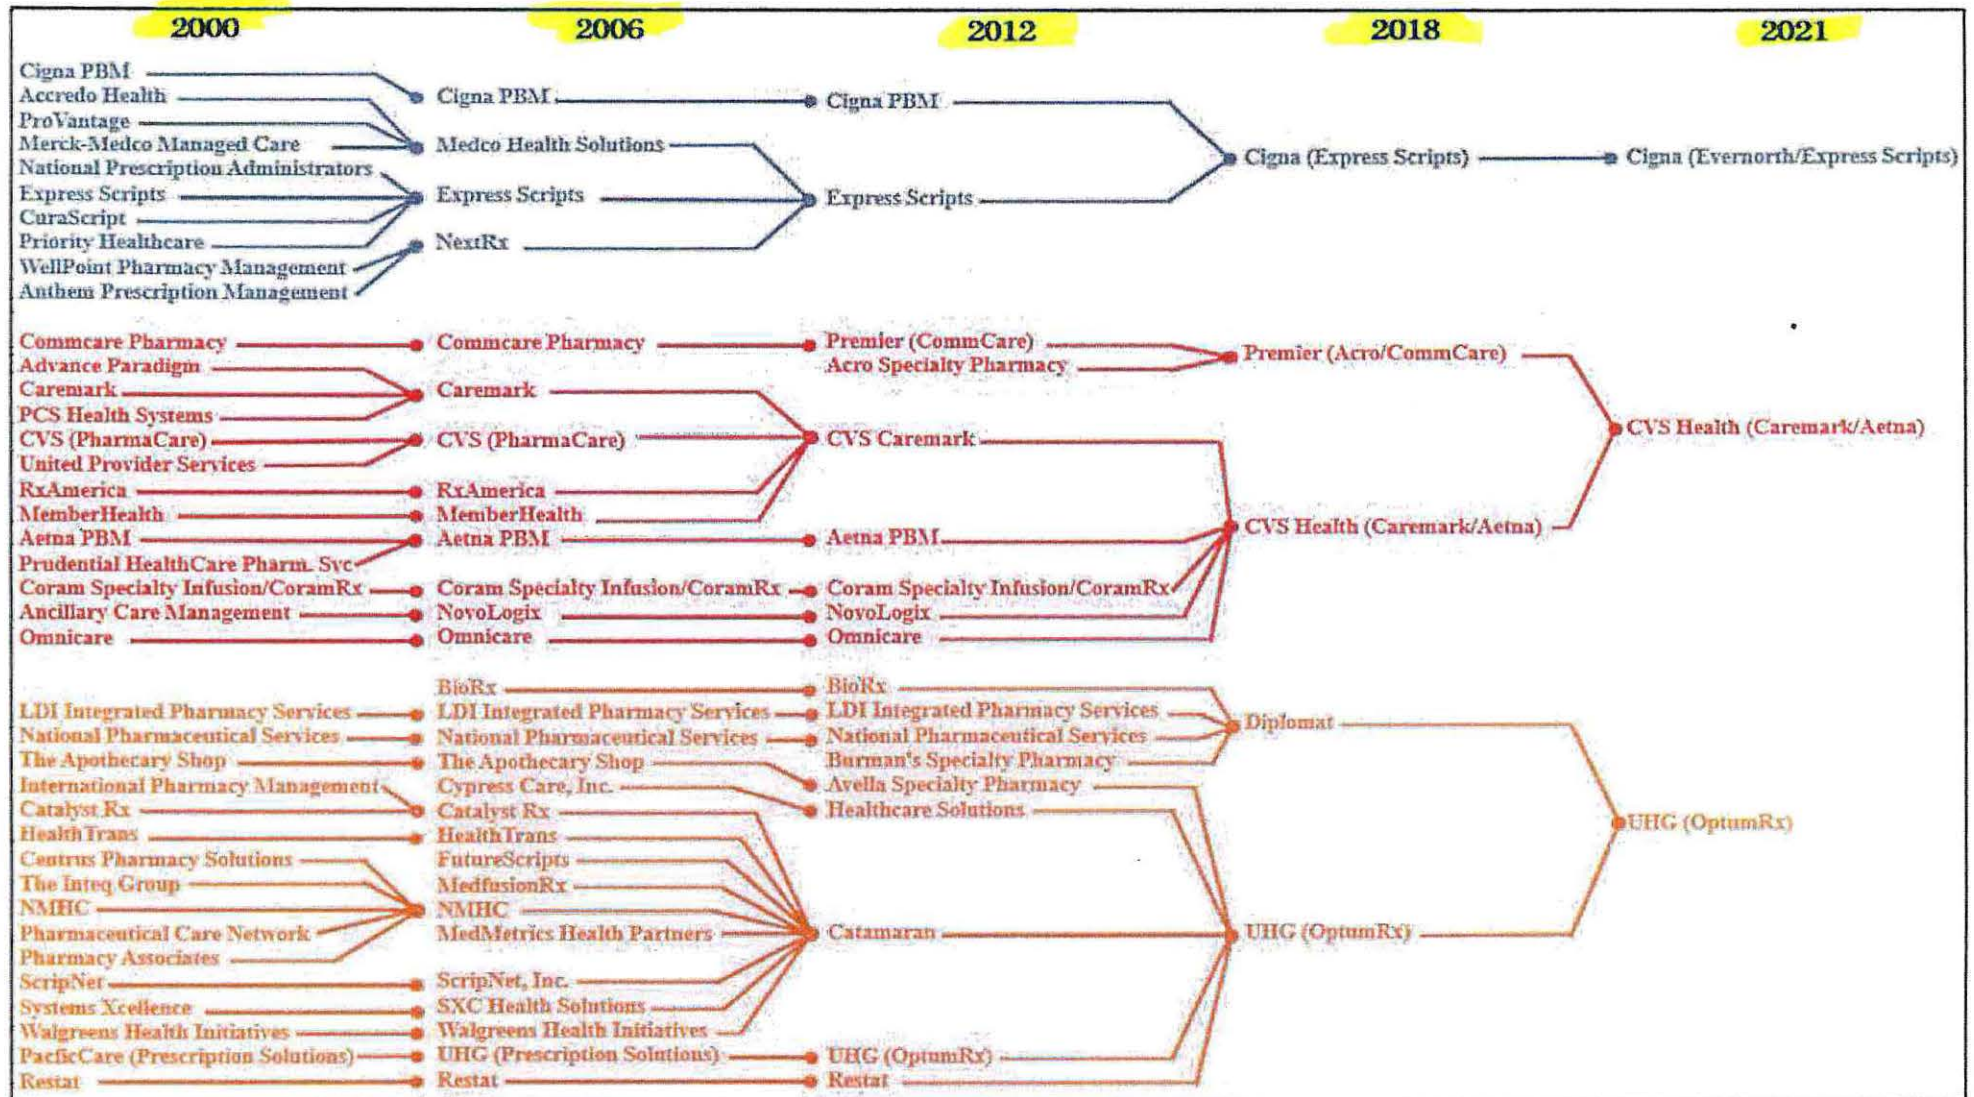 2000 2006 2012 2018 2021
Cigna PBM
Cigna PBM Cigna PBM
Accredo Health
ProVantage
Merck-Medco Managed Care Medco Health Solutions
Cigna (Express Scripts) Cigna (Evernorth/Express Scripts)
National Prescription Administrators
Express Scripts Express Scripts Express Scripts
CuraScript
Priority Healthcare NextRx
WellPoint Pharmacy Management
Anthem Prescription Management
Commcare Pharmacy Commcare Pharmacy Premier (CommCare)
Premier (Acro/CommCare)
Advance Paradigm Acro Specialty Pharmacy
Caremark Caremark
PCS Health Systems
CVS Health (Caremark/Aetna)
CVS (PharmaCare) CVS (PharmaCare) CVS Caremark
United Provider Services
RxAmerica RxAmerica
MemberHealth MemberHealth
CVS Health (Caremark/Aetna)
Aetna PBM Aetna PBM Aetna PBM
Prudential HealthCare Pharm. Svc
Coram Specialty Infusion/CoramRx Coram Specialty Infusion/CoramRx Coram Specialty Infusion/CoramRx
Ancillary Care Management NovoLogix NovoLogix
Omnicare Omnicare Omnicare
BioRx BioRx
LDI Integrated Pharmacy Services LDI Integrated Pharmacy Services LDI Integrated Pharmacy Services
Diplomat
National Pharmaceutical Services National Pharmaceutical Services National Pharmaceutical Services
The Apothecary Shop The Apothecary Shop Burman's Specialty Pharmacy
International Pharmacy Management Cypress Care, Inc. Avella Specialty Pharmacy
Catalyst Rx Catalyst Rx Healthcare Solutions
UHG (OptumRx)
HealthTrans HealthTrans
Centrus Pharmacy Solutions FutureScripts
The Inteq Group MedfusionRx
NMHC NMHC
Pharmaceutical Care Network MedMetrics Health Partners Catamaran UHG (OptumRx)
Pharmacy Associates
ScripNet ScripNet, Inc.
Systems Xcellence SXC Health Solutions
Walgreens Health Initiatives Walgreens Health Initiatives
PacficCare (Prescription Solutions) UHG (Prescription Solutions) UHG (OptumRx)
Restat Restat Restat